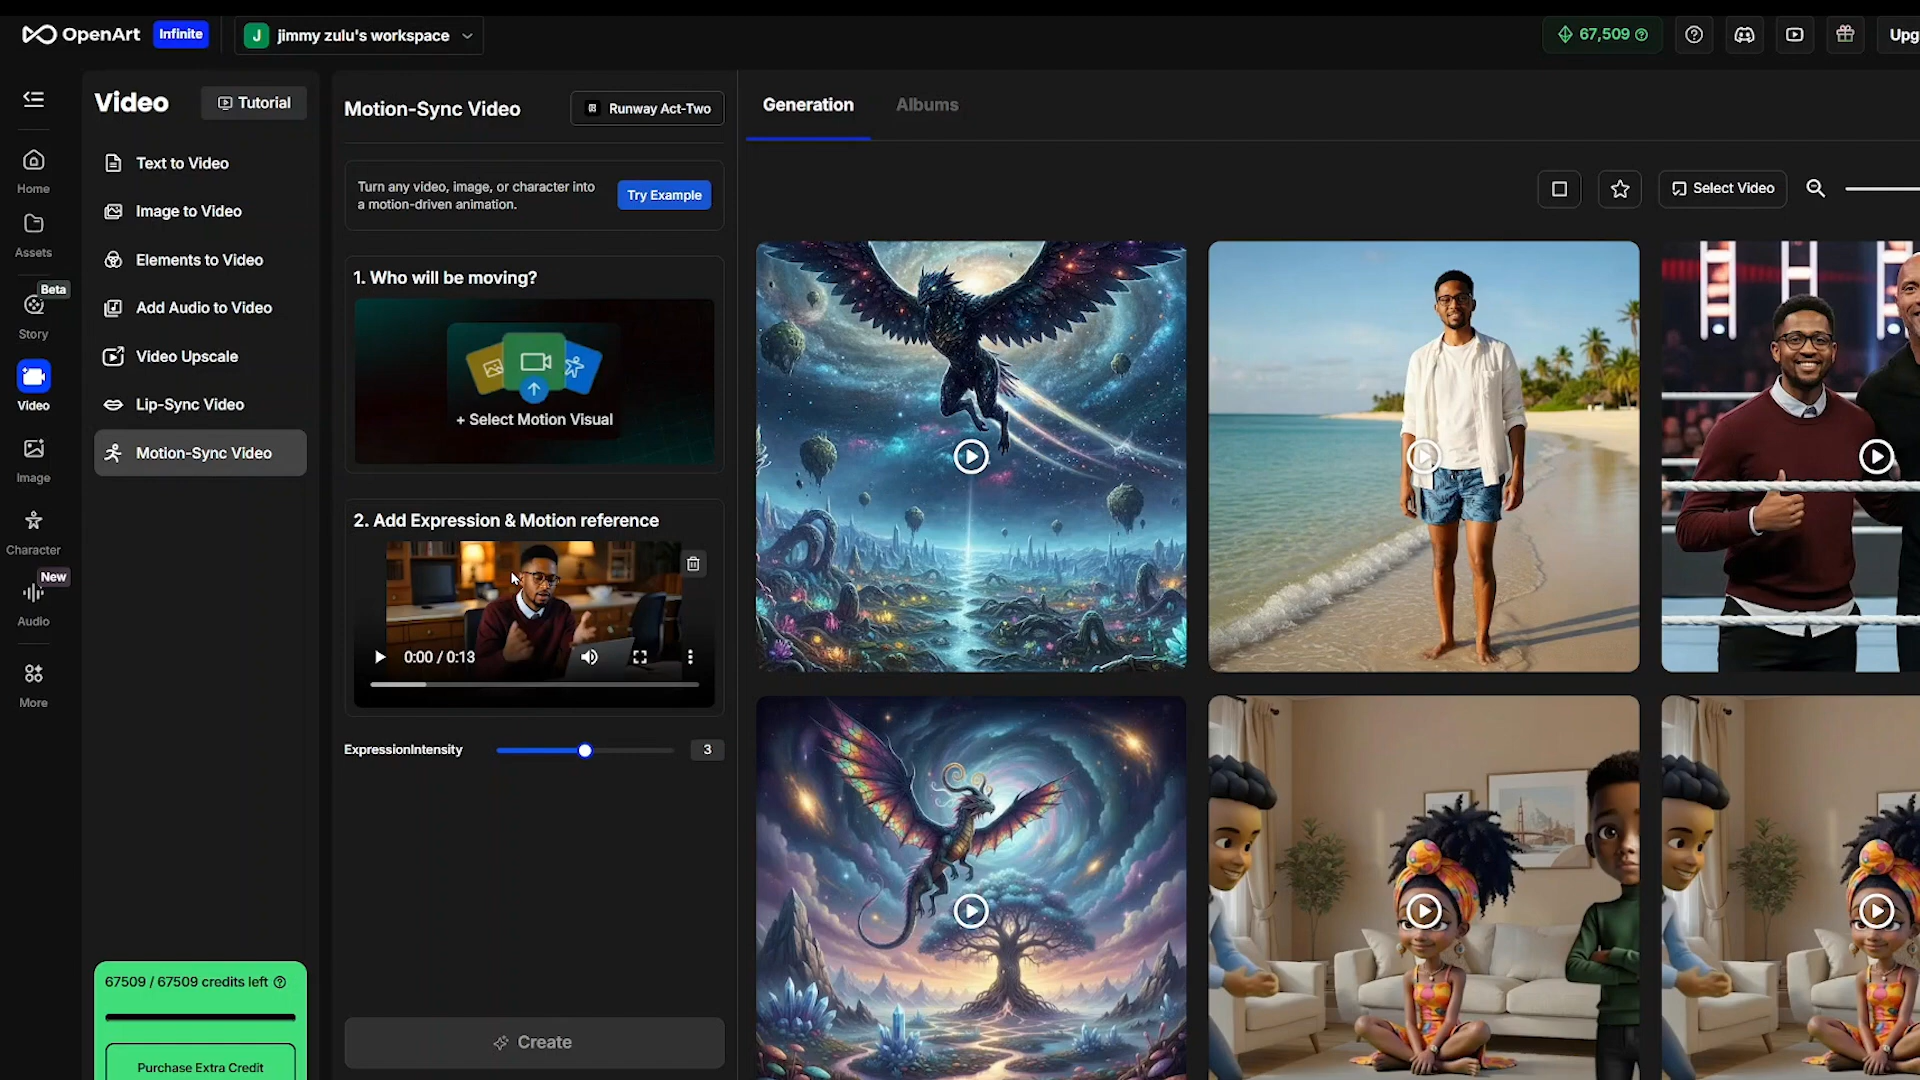 OpenArt
Infinite
J
jimmy zulu's workspace
67,509
Upg
Home
Assets
Beta
Story
Video
Image
Character
New
Audio
More
Video
Tutorial
Text to Video
Image to Video
Elements to Video
Add Audio to Video
Video Upscale
Lip-Sync Video
Motion-Sync Video
67509 / 67509 credits left
Purchase Extra Credit
Motion-Sync Video
Runway Act-Two
Turn any video, image, or character into
a motion-driven animation.
Try Example
1. Who will be moving?
+ Select Motion Visual
2. Add Expression & Motion reference
0:00 / 0:13
ExpressionIntensity
3
Create
Generation
Albums
Select Video